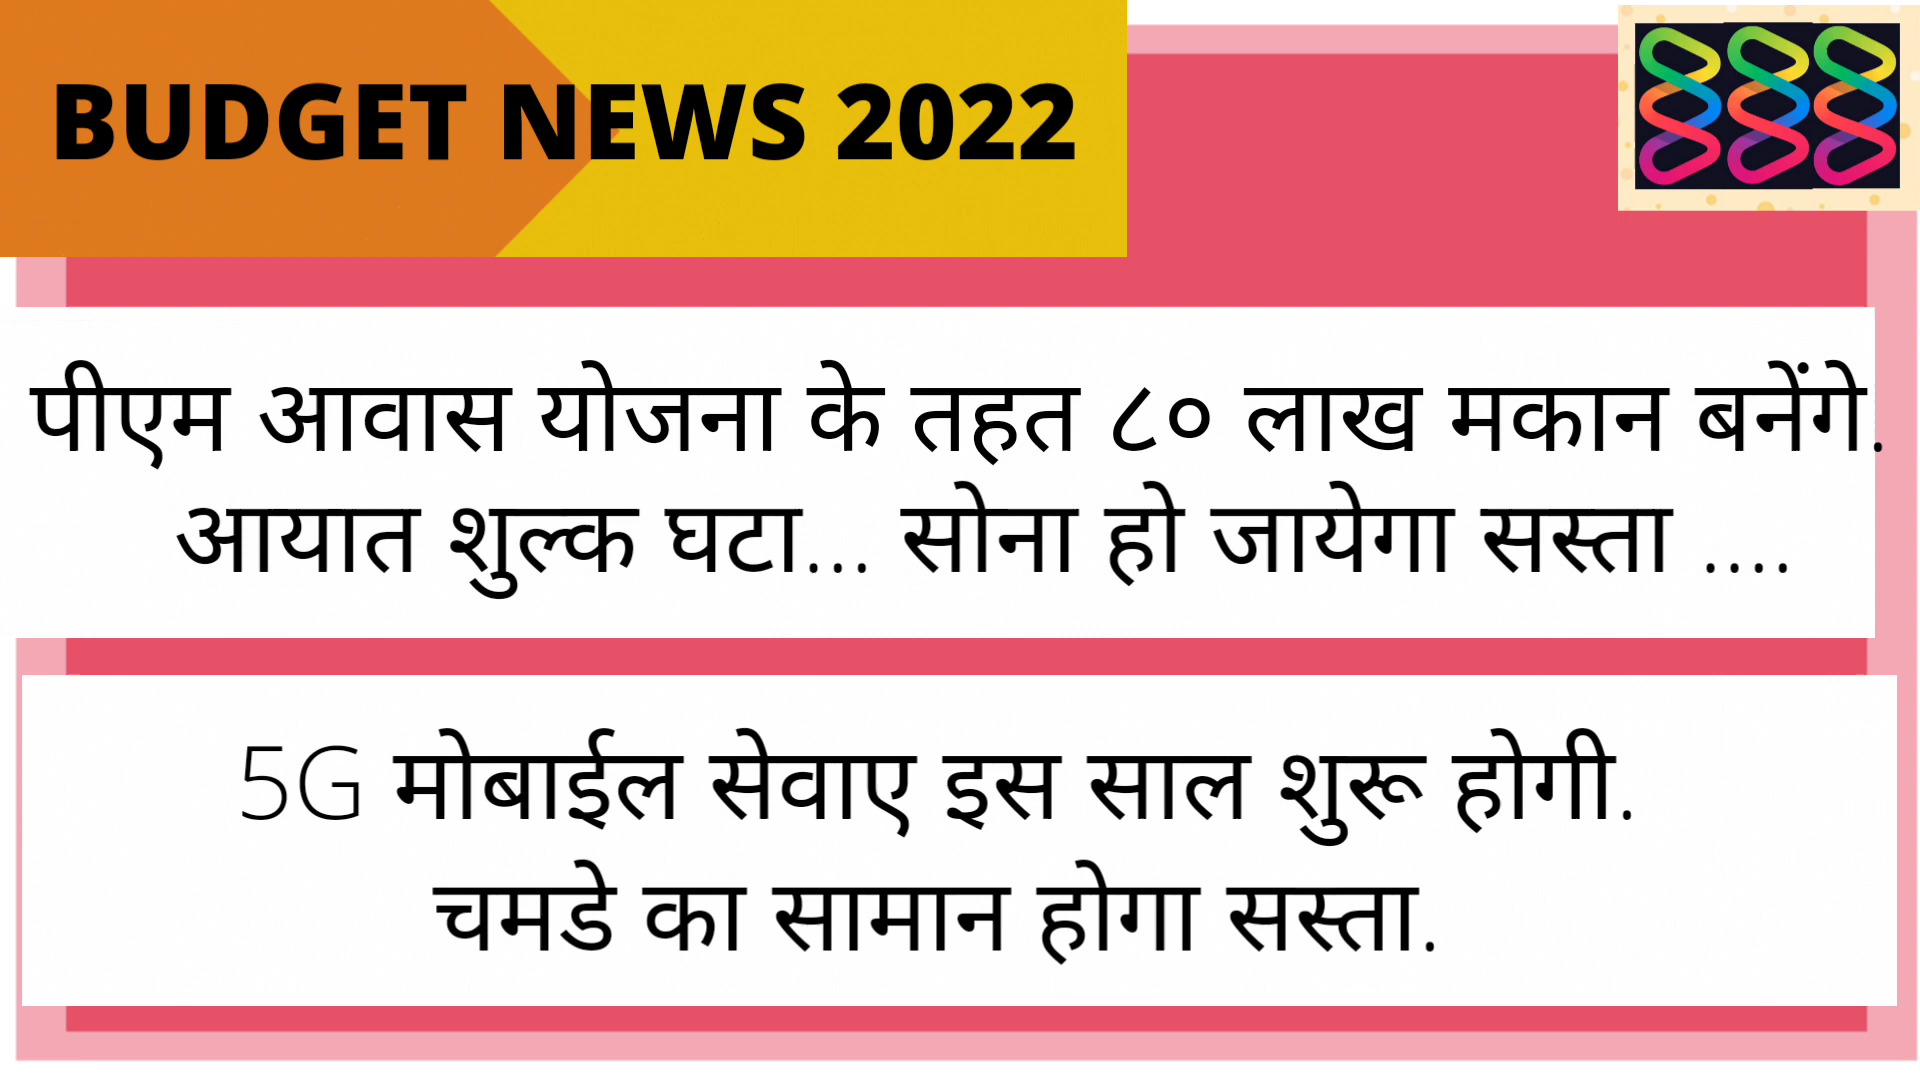 BUDGET NEWS 2022
पीएम आवास योजना के तहत ८० लाख मकान बनेंगे.
आयात शुल्क घटा... सोना हो जायेगा सस्ता ....
5G मोबाईल सेवाए इस साल शुरू होगी.
चमडे का सामान होगा सस्ता.